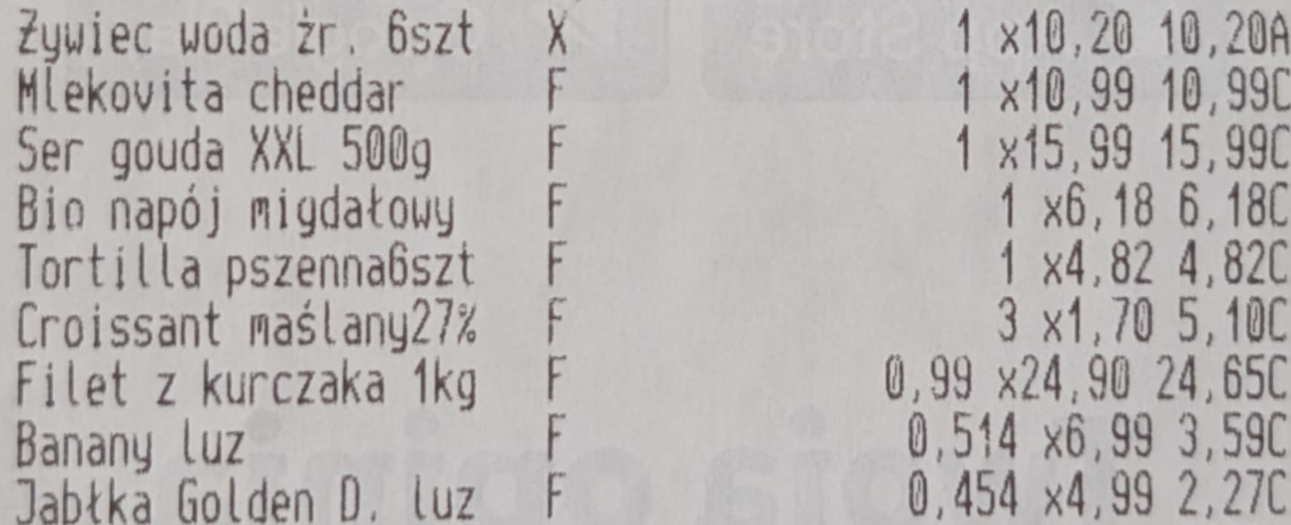 Żywiec woda źr. 6szt X 1 x10,20 10,20A
Mlekovita cheddar F 1 x10,99 10,99C
Ser gouda XXL 500g F 1 x15,99 15,99C
Bio napój migdałowy F 1 x6,18 6,18C
Tortilla pszenna6szt F 1 x4,82 4,82C
Croissant maślany27% F 3 x1,70 5,10C
Filet z kurczaka 1kg F 0,99 x24,90 24,65C
Banany luz F 0,514 x6,99 3,59C
Jabłka Golden D. luz F 0,454 x4,99 2,27C